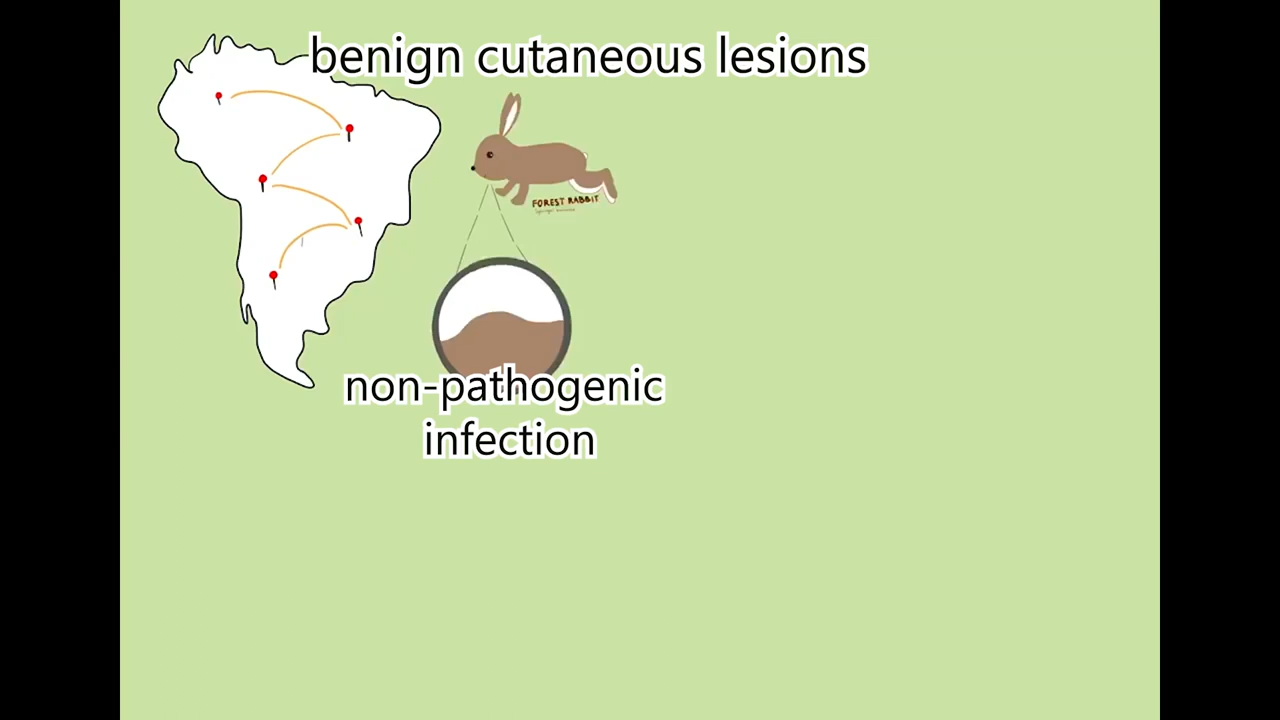 benign cutaneous lesions
FOREST RABBIT
non-pathogenic
infection